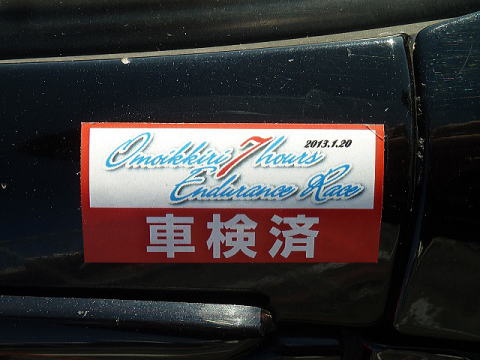 Omoikkiri 7 hours 2013.1.20
Endurance Race
車検済